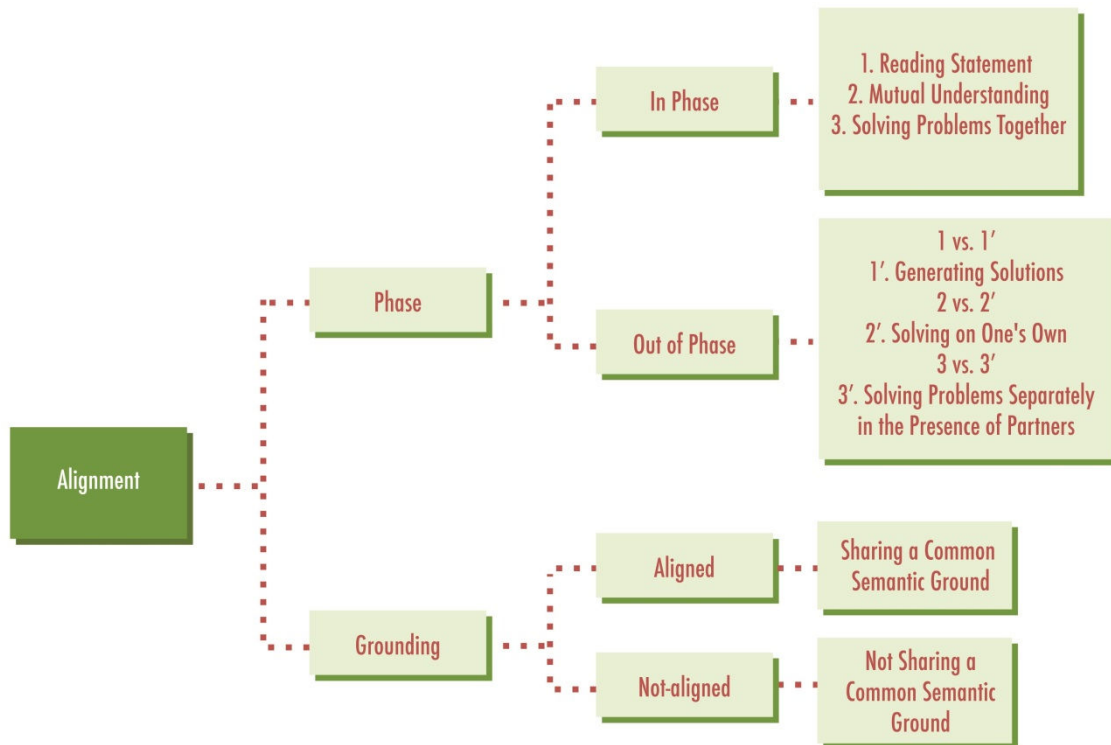 In Phase
1. Reading Statement
2. Mutual Understanding
3. Solving Problems Together
Phase
Out of Phase
1 vs. 1′
1′. Generating Solutions
2 vs. 2′
2′. Solving on One's Own
3 vs. 3′
3′. Solving Problems Separately
in the Presence of Partners
Alignment
Grounding
Aligned
Sharing a Common
Semantic Ground
Not-aligned
Not Sharing a
Common Semantic
Ground